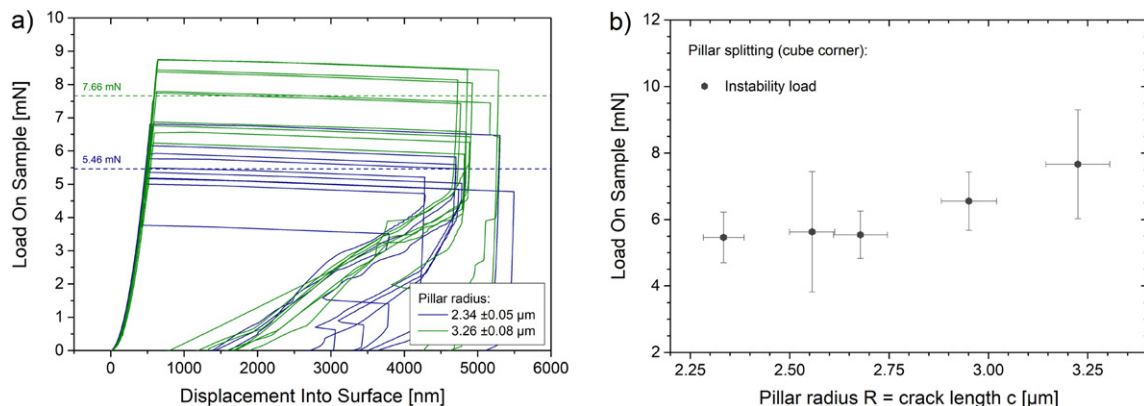 a)
Load On Sample [mN]
10
9
8
7
6
5
4
3
2
1
0
7.66 mN
5.46 mN
Pillar radius:
2.34 ±0.05 µm
3.26 ±0.08 µm
0 1000 2000 3000 4000 5000 6000
Displacement Into Surface [nm]
b)
Load On Sample [mN]
12
10
8
6
4
2
Pillar splitting (cube corner):
Instability load
2.25 2.50 2.75 3.00 3.25
Pillar radius R = crack length c [µm]